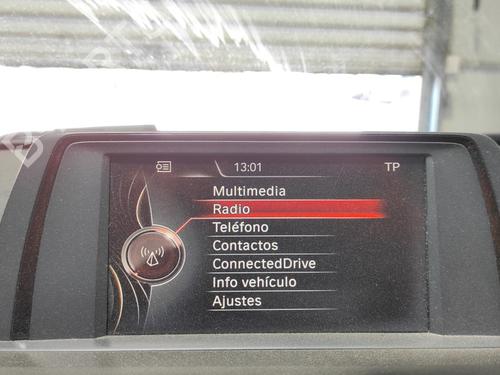 13:01 TP
Multimedia
Radio
Teléfono
Contactos
ConnectedDrive
Info vehículo
Ajustes